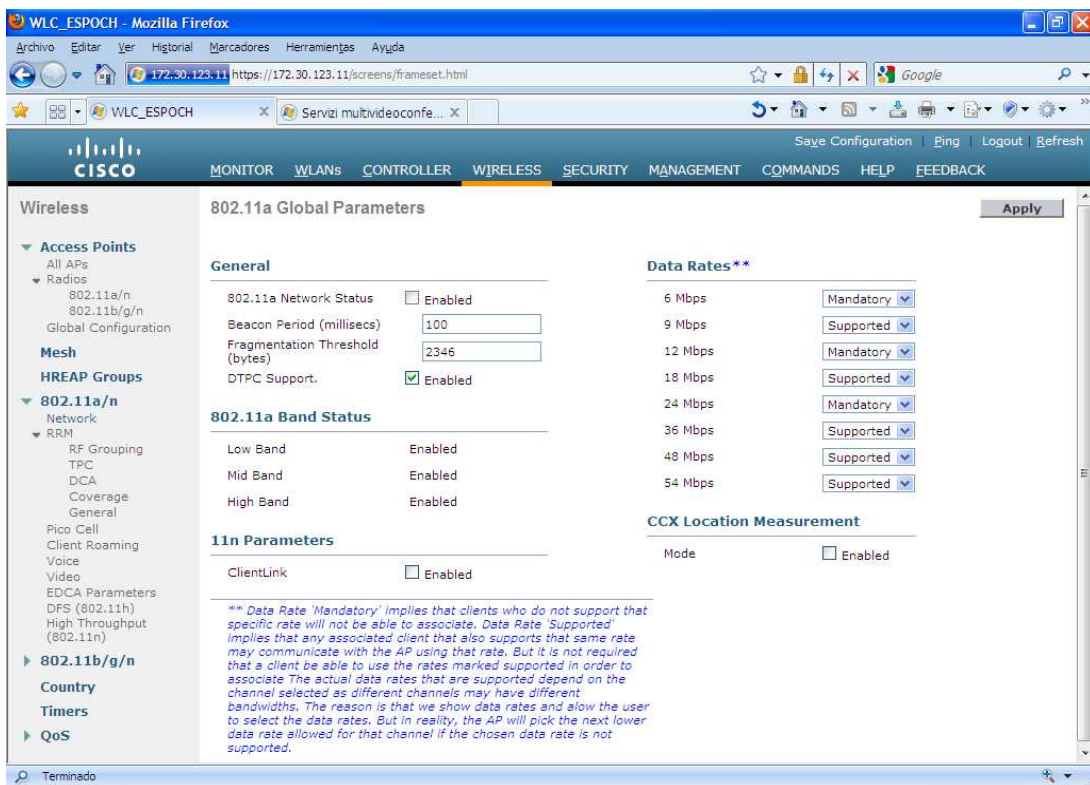 WLC_ESPOCH - Mozilla Firefox
Archivo Editar Ver Historial Marcadores Herramientas Ayuda
172.30.123.11 https://172.30.123.11/screens/frameset.html
Google
WLC_ESPOCH X Servizi multivideoconfe... X
Save Configuration | Ping | Logout | Refresh
CISCO
MONITOR WLANs CONTROLLER WIRELESS SECURITY MANAGEMENT COMMANDS HELP FEEDBACK
Wireless
Access Points
All APs
Radios
802.11a/n
802.11b/g/n
Global Configuration
Mesh
HREAP Groups
802.11a/n
Network
RRM
RF Grouping
TPC
DCA
Coverage
General
Pico Cell
Client Roaming
Voice
Video
EDCA Parameters
DFS (802.11h)
High Throughput
(802.11n)
802.11b/g/n
Country
Timers
QoS
802.11a Global Parameters
Apply
General
802.11a Network Status Enabled
Beacon Period (millisecs) 100
Fragmentation Threshold
(bytes) 2346
DTPC Support. Enabled
802.11a Band Status
Low Band Enabled
Mid Band Enabled
High Band Enabled
11n Parameters
ClientLink Enabled
** Data Rate 'Mandatory' implies that clients who do not support that
specific rate will not be able to associate. Data Rate 'Supported'
implies that any associated client that also supports that same rate
may communicate with the AP using that rate. But it is not required
that a client be able to use the rates marked supported in order to
associate The actual data rates that are supported depend on the
channel selected as different channels may have different
bandwidths. The reason is that we show data rates and alow the user
to select the data rates. But in reality, the AP will pick the next lower
data rate allowed for that channel if the chosen data rate is not
supported.
Data Rates**
6 Mbps Mandatory
9 Mbps Supported
12 Mbps Mandatory
18 Mbps Supported
24 Mbps Mandatory
36 Mbps Supported
48 Mbps Supported
54 Mbps Supported
CCX Location Measurement
Mode Enabled
Terminado